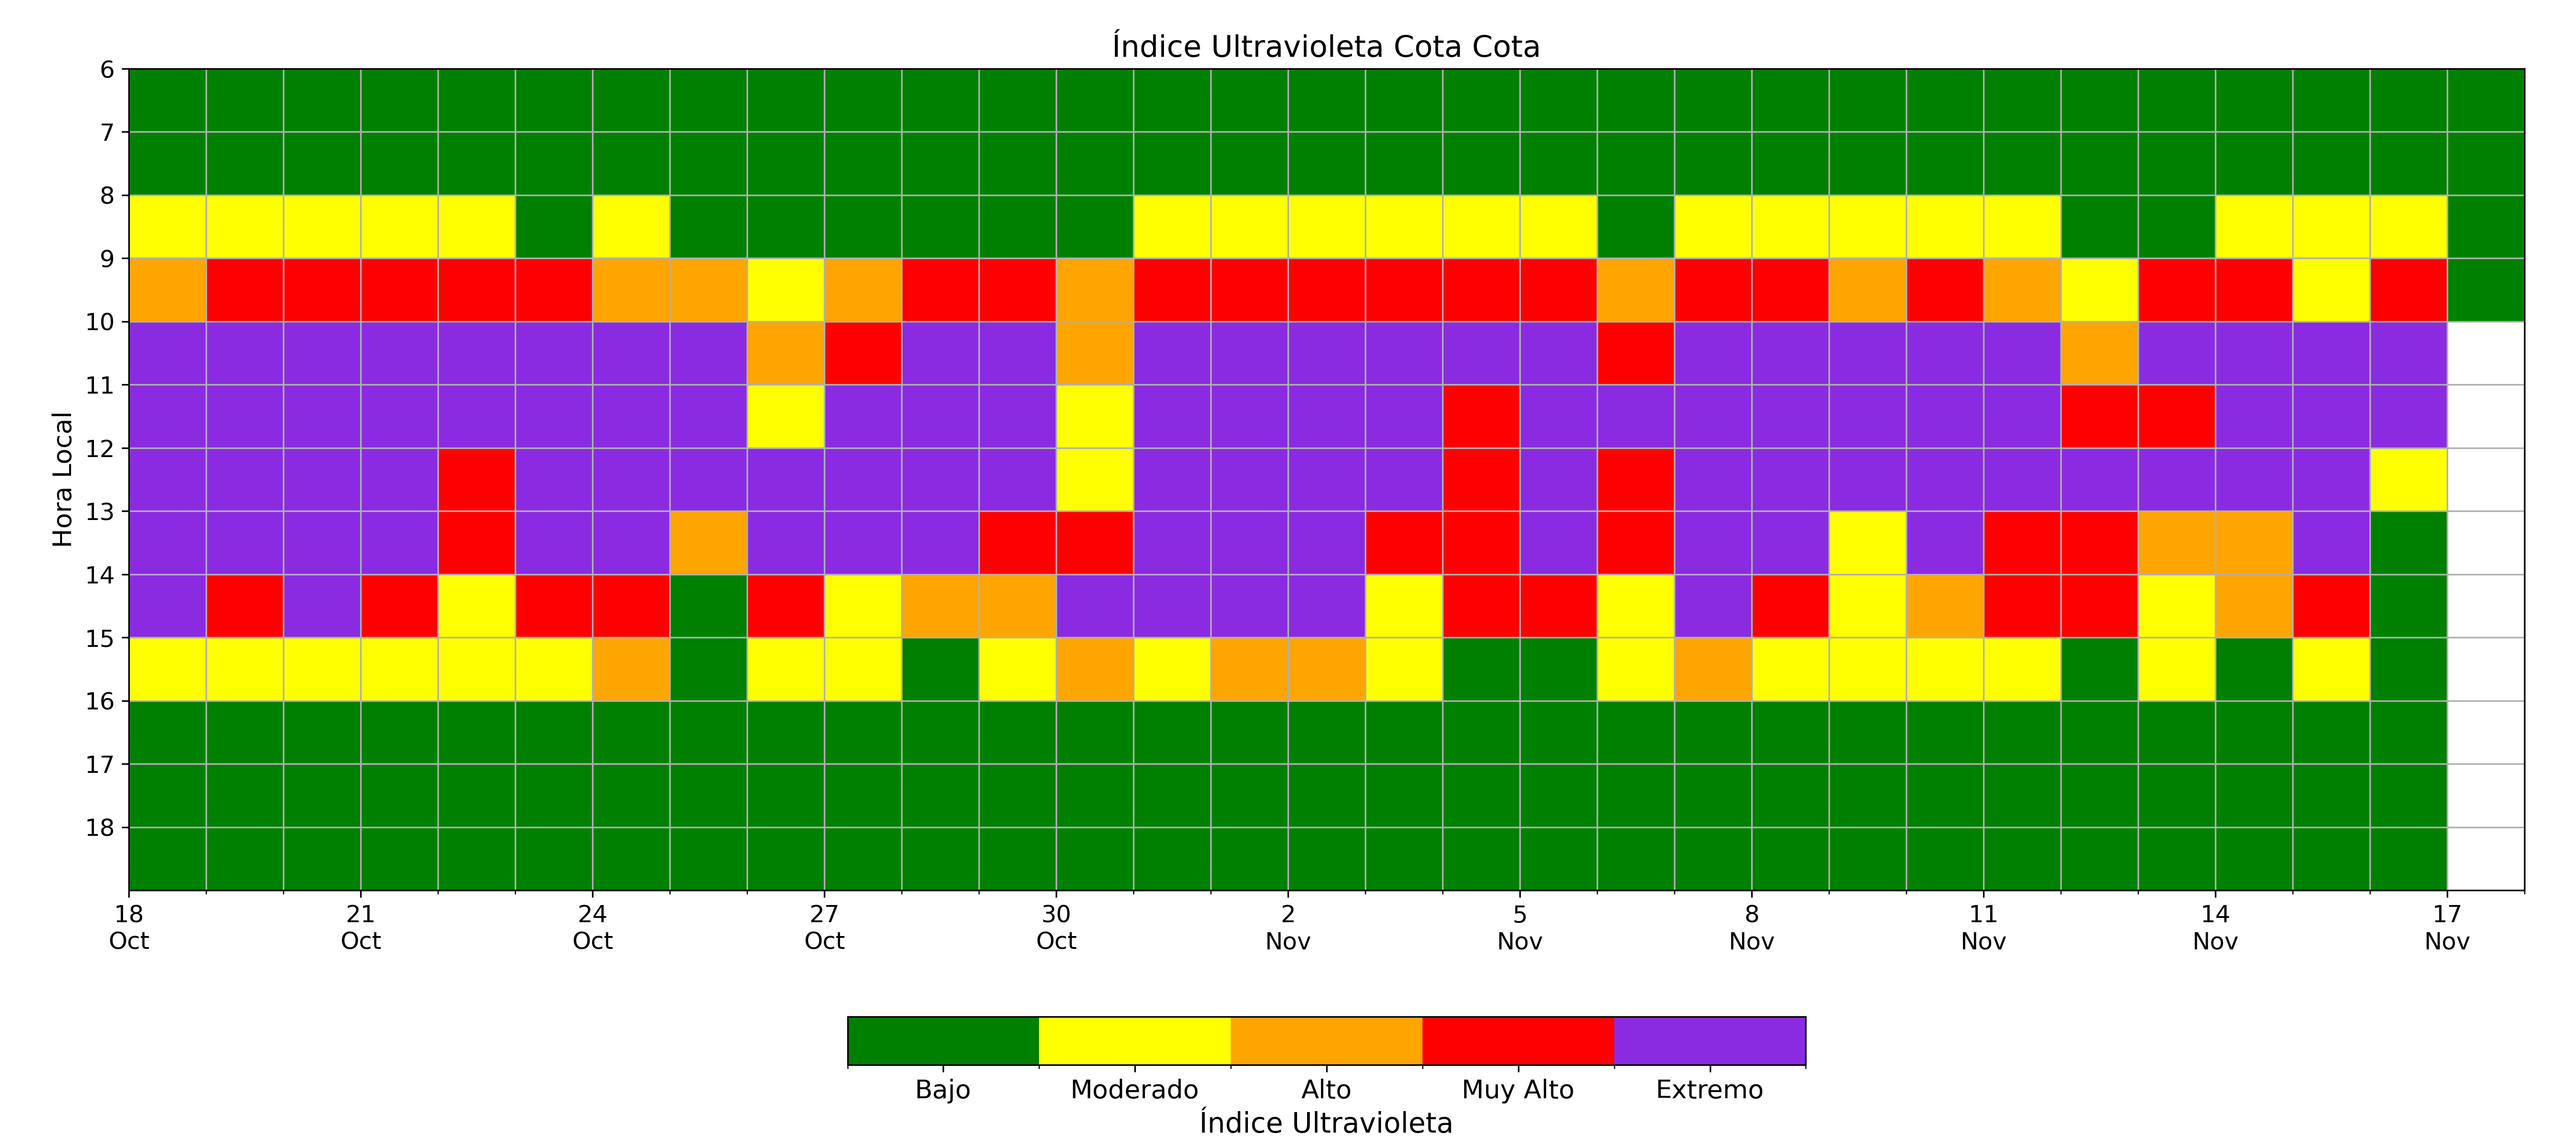 Índice Ultravioleta Cota Cota
6
7
8
9
10
11
12
13
14
15
16
17
18
Hora Local
18 21 24 27 30 2 5 8 11 14 117
Oct Oct Oct Oct Oct Nov Nov Nov Nov Nov Nov
Bajo Moderado Alto Muy Alto Extremo
Índice Ultravioleta